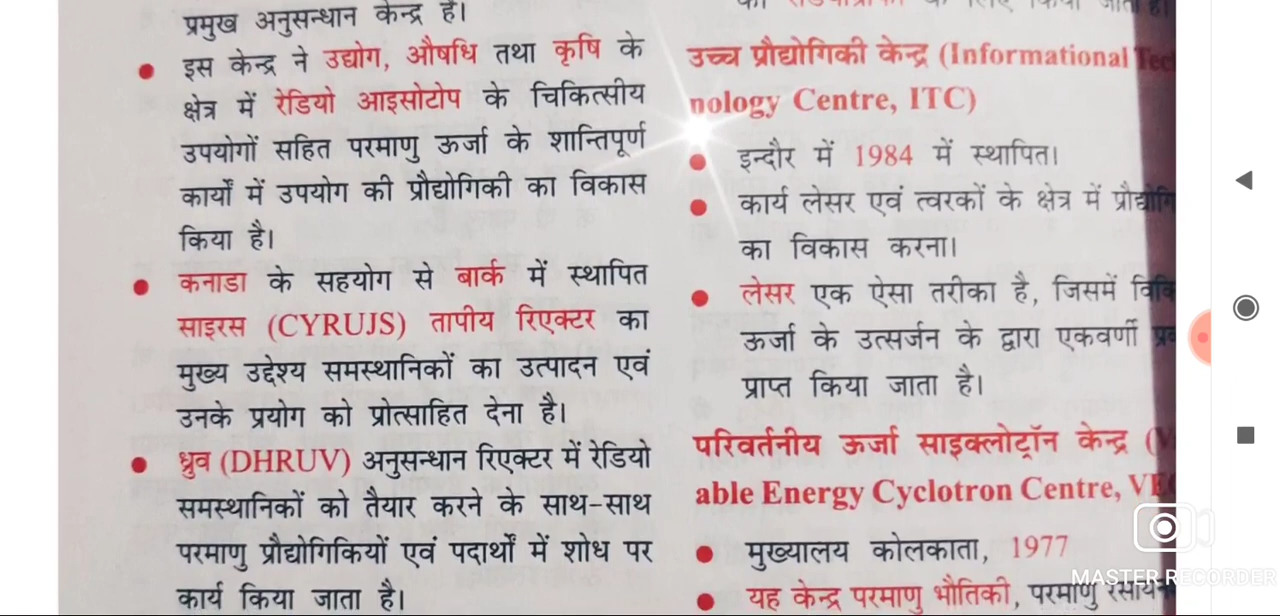 प्रमुख अनुसन्धान केन्द्र है।
इस केन्द्र ने उद्योग, औषधि तथा कृषि के
क्षेत्र में रेडियो आइसोटोप के चिकित्सीय
उपयोगों सहित परमाणु ऊर्जा के शान्तिपूर्ण
कार्यों में उपयोग की प्रौद्योगिकी का विकास
किया है।
कनाडा के सहयोग से बार्क में स्थापित
साइरस (CYRUJS) तापीय रिएक्टर का
मुख्य उद्देश्य समस्थानिकों का उत्पादन एवं
उनके प्रयोग को प्रोत्साहित देना है।
ध्रुव (DHRUV) अनुसन्धान रिएक्टर में रेडियो
समस्थानिकों को तैयार करने के साथ-साथ
परमाणु प्रौद्योगिकियों एवं पदार्थों में शोध पर
कार्य किया जाता है।
उच्च प्रौद्योगिकी केन्द्र (Informational Tec
nology Centre, ITC)
इन्दौर में 1984 में स्थापित।
कार्य लेसर एवं त्वरकों के क्षेत्र में
का विकास करना।
लेसर एक ऐसा तरीका है, जिसमें
ऊर्जा के उत्सर्जन के द्वारा एकवर्णी
प्राप्त किया जाता है।
परिवर्तनीय ऊर्जा साइक्लोट्रॉन केन्द्र
able Energy Cyclotron Centre,
मुख्यालय कोलकाता, 1977
यह केन्द्र परमाणु भौतिकी, परमाणु
MASTER RECORDER